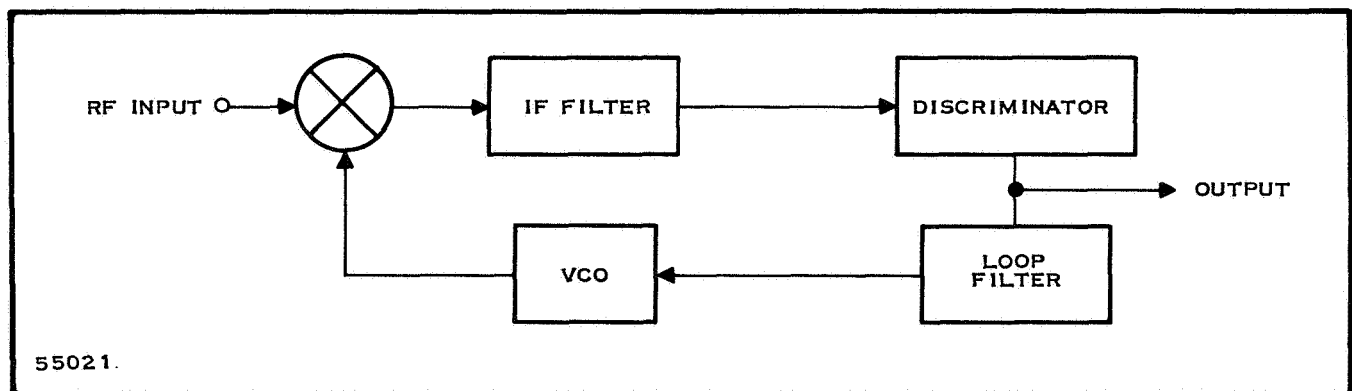 RF INPUT
IF FILTER
DISCRIMINATOR
OUTPUT
VCO
LOOP
FILTER
55021.